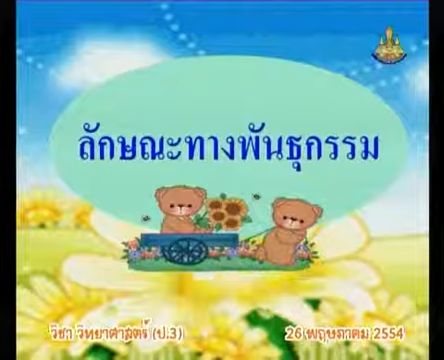 ลักษณะทางพันธุกรรม
วิชา วิทยาศาสตร์ (ป.3)
26 พฤษภาคม 2554